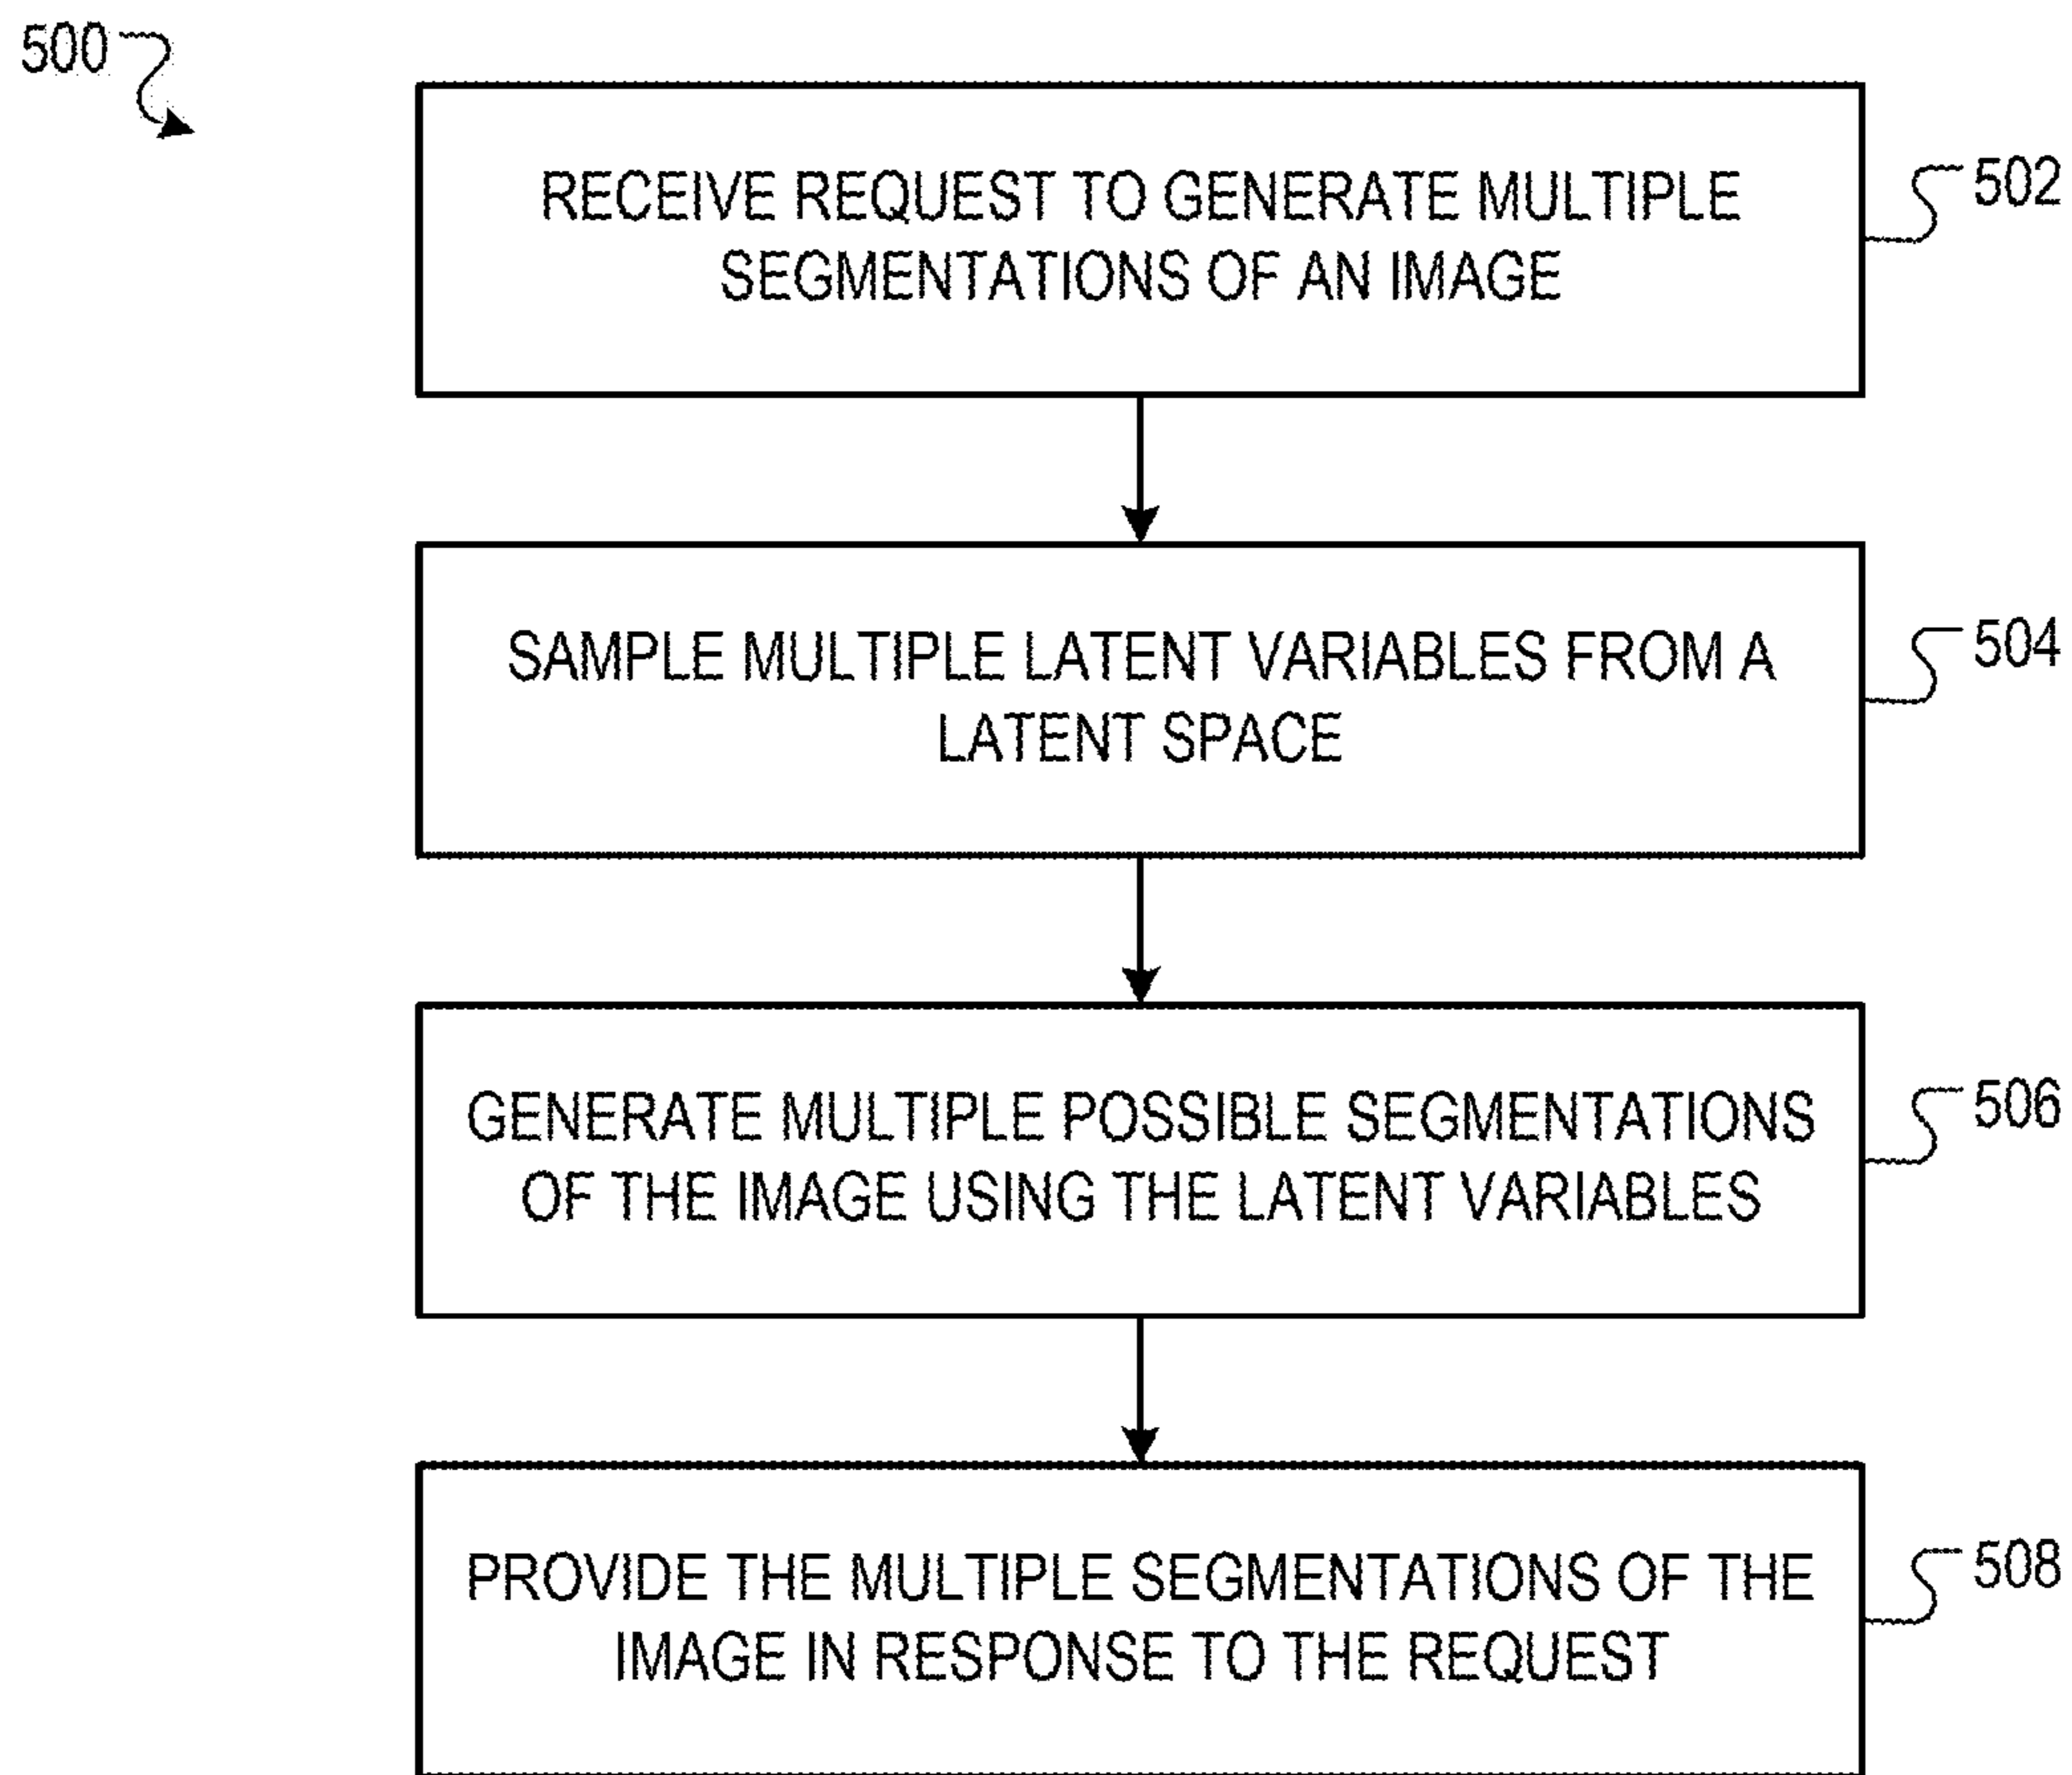 500
RECEIVE REQUEST TO GENERATE MULTIPLE
SEGMENTATIONS OF AN IMAGE
502
SAMPLE MULTIPLE LATENT VARIABLES FROM A
LATENT SPACE
504
GENERATE MULTIPLE POSSIBLE SEGMENTATIONS
OF THE IMAGE USING THE LATENT VARIABLES
506
PROVIDE THE MULTIPLE SEGMENTATIONS OF THE
IMAGE IN RESPONSE TO THE REQUEST
508